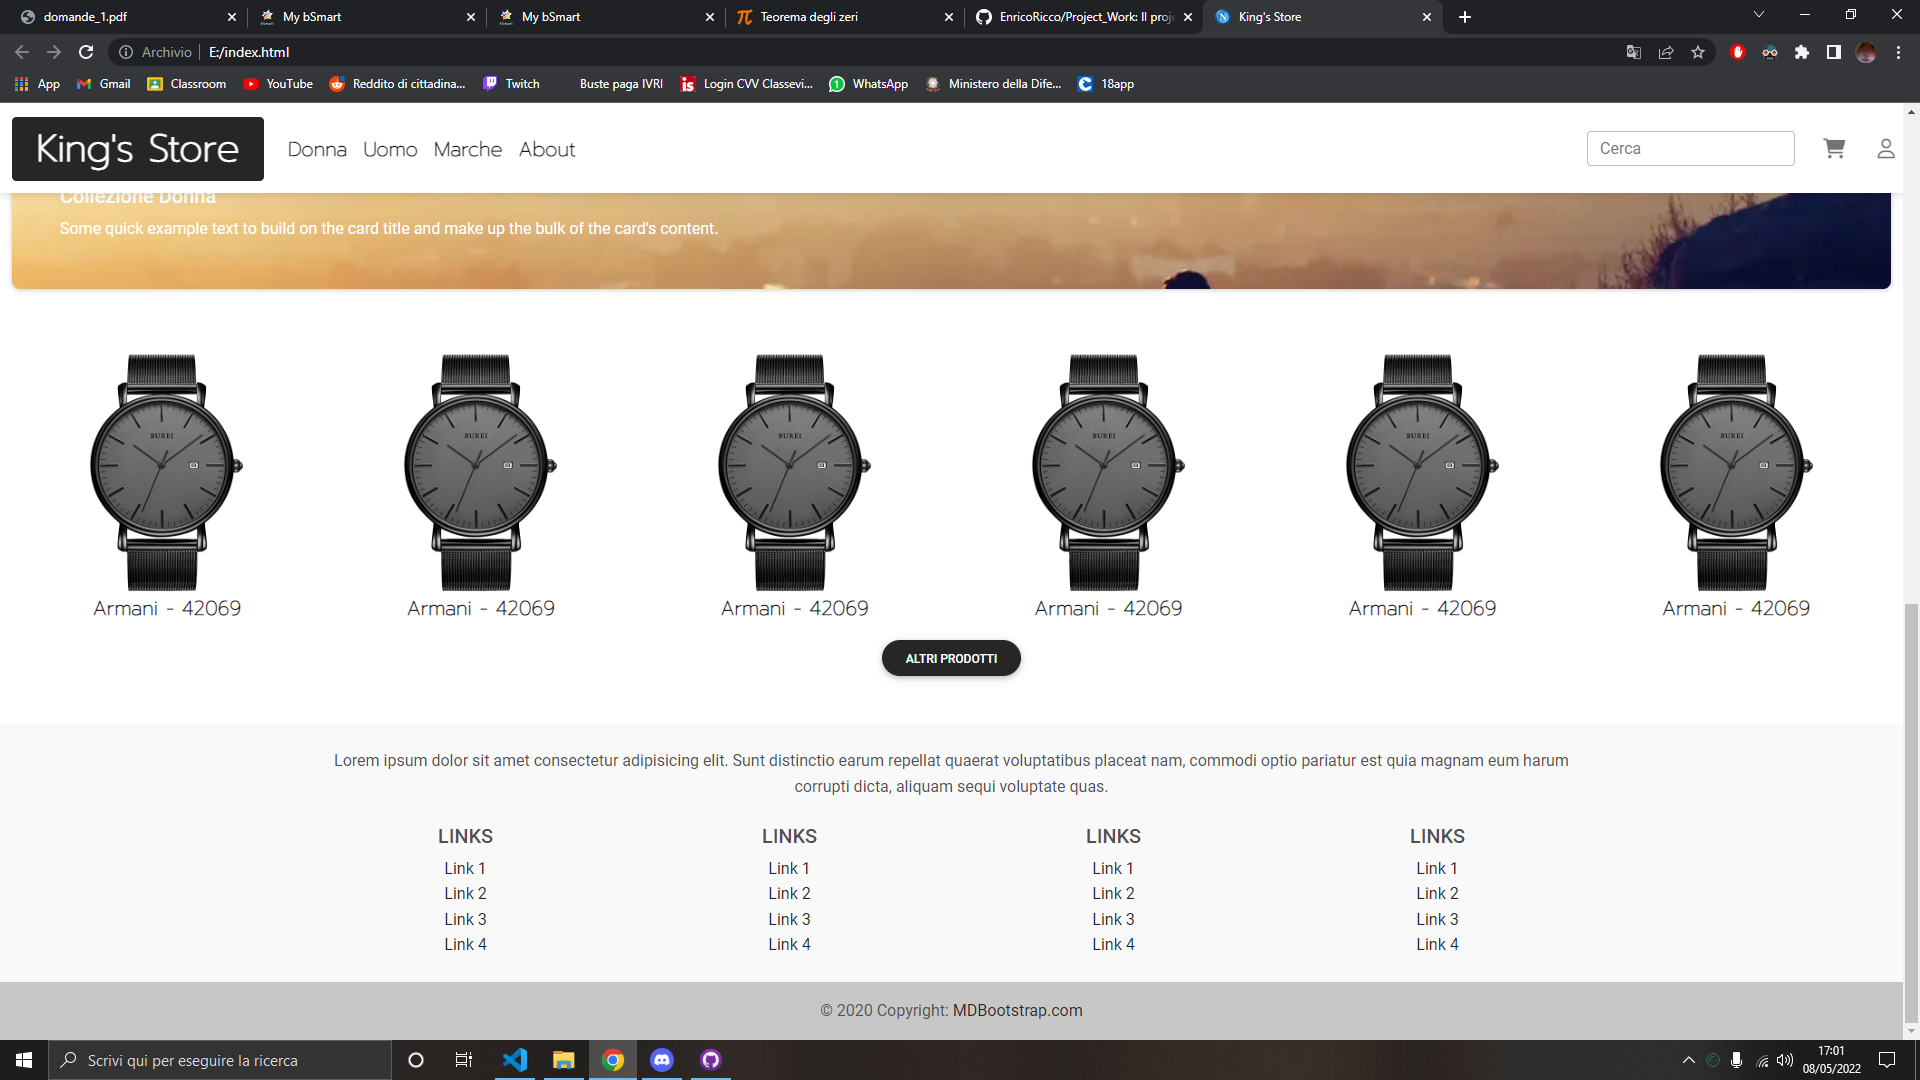 domande_1.pdf
My bSmart
My bSmart
Teorema degli zeri
EnricoRicco/Project_Work: Il proje
King's Store
Archivio
E:/index.html
App
Gmail
Classroom
YouTube
Reddito di cittadina...
Twitch
Buste paga IVRI
Login CVV Classevi...
WhatsApp
Ministero della Dife...
18app
King's Store
Donna
Uomo
Marche
About
Cerca
Collezione Donna
Some quick example text to build on the card title and make up the bulk of the card's content.
BUREI
BUREI
BUREI
BUREI
BUREI
BUREI
Armani - 42069
Armani - 42069
Armani - 42069
Armani - 42069
Armani - 42069
Armani - 42069
ALTRI PRODOTTI
Lorem ipsum dolor sit amet consectetur adipisicing elit. Sunt distinctio earum repellat quaerat voluptatibus placeat nam, commodi optio pariatur est quia magnam eum harum
corrupti dicta, aliquam sequi voluptate quas.
LINKS
Link 1
Link 2
Link 3
Link 4
LINKS
Link 1
Link 2
Link 3
Link 4
LINKS
Link 1
Link 2
Link 3
Link 4
LINKS
Link 1
Link 2
Link 3
Link 4
© 2020 Copyright: MDBootstrap.com
Scrivi qui per eseguire la ricerca
17:01
08/05/2022